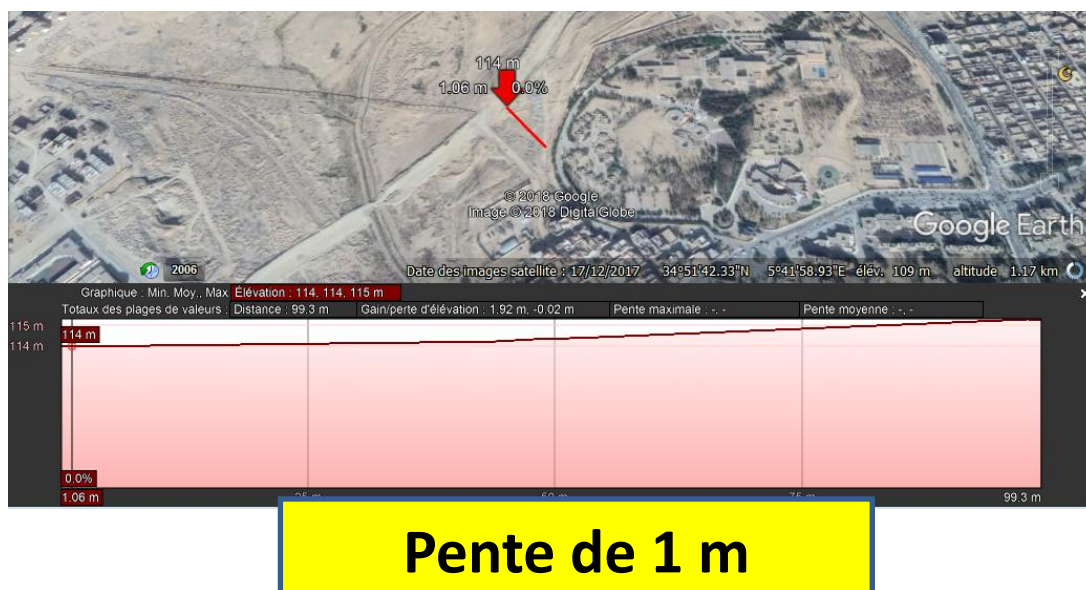 114 m
1.06 m 0.0%
© 2018 Google
Image © 2018 DigitalGlobe
Google Earth
2006
Date des images satellite : 17/12/2017 34°51'42.33"N 5°41'58.93"E élév. 109 m altitude 1.17 km
Graphique : Min. Moy., Max Élévation : 114, 114, 115 m
Totaux des plages de valeurs : Distance : 99.3 m Gain/perte d'élévation : 1.92 m, -0.02 m Pente maximale : -, - Pente moyenne : -, -
115 m
114 m
114 m
0.0%
1.06 m 25 m 50 m 75 m 99.3 m
Pente de 1 m